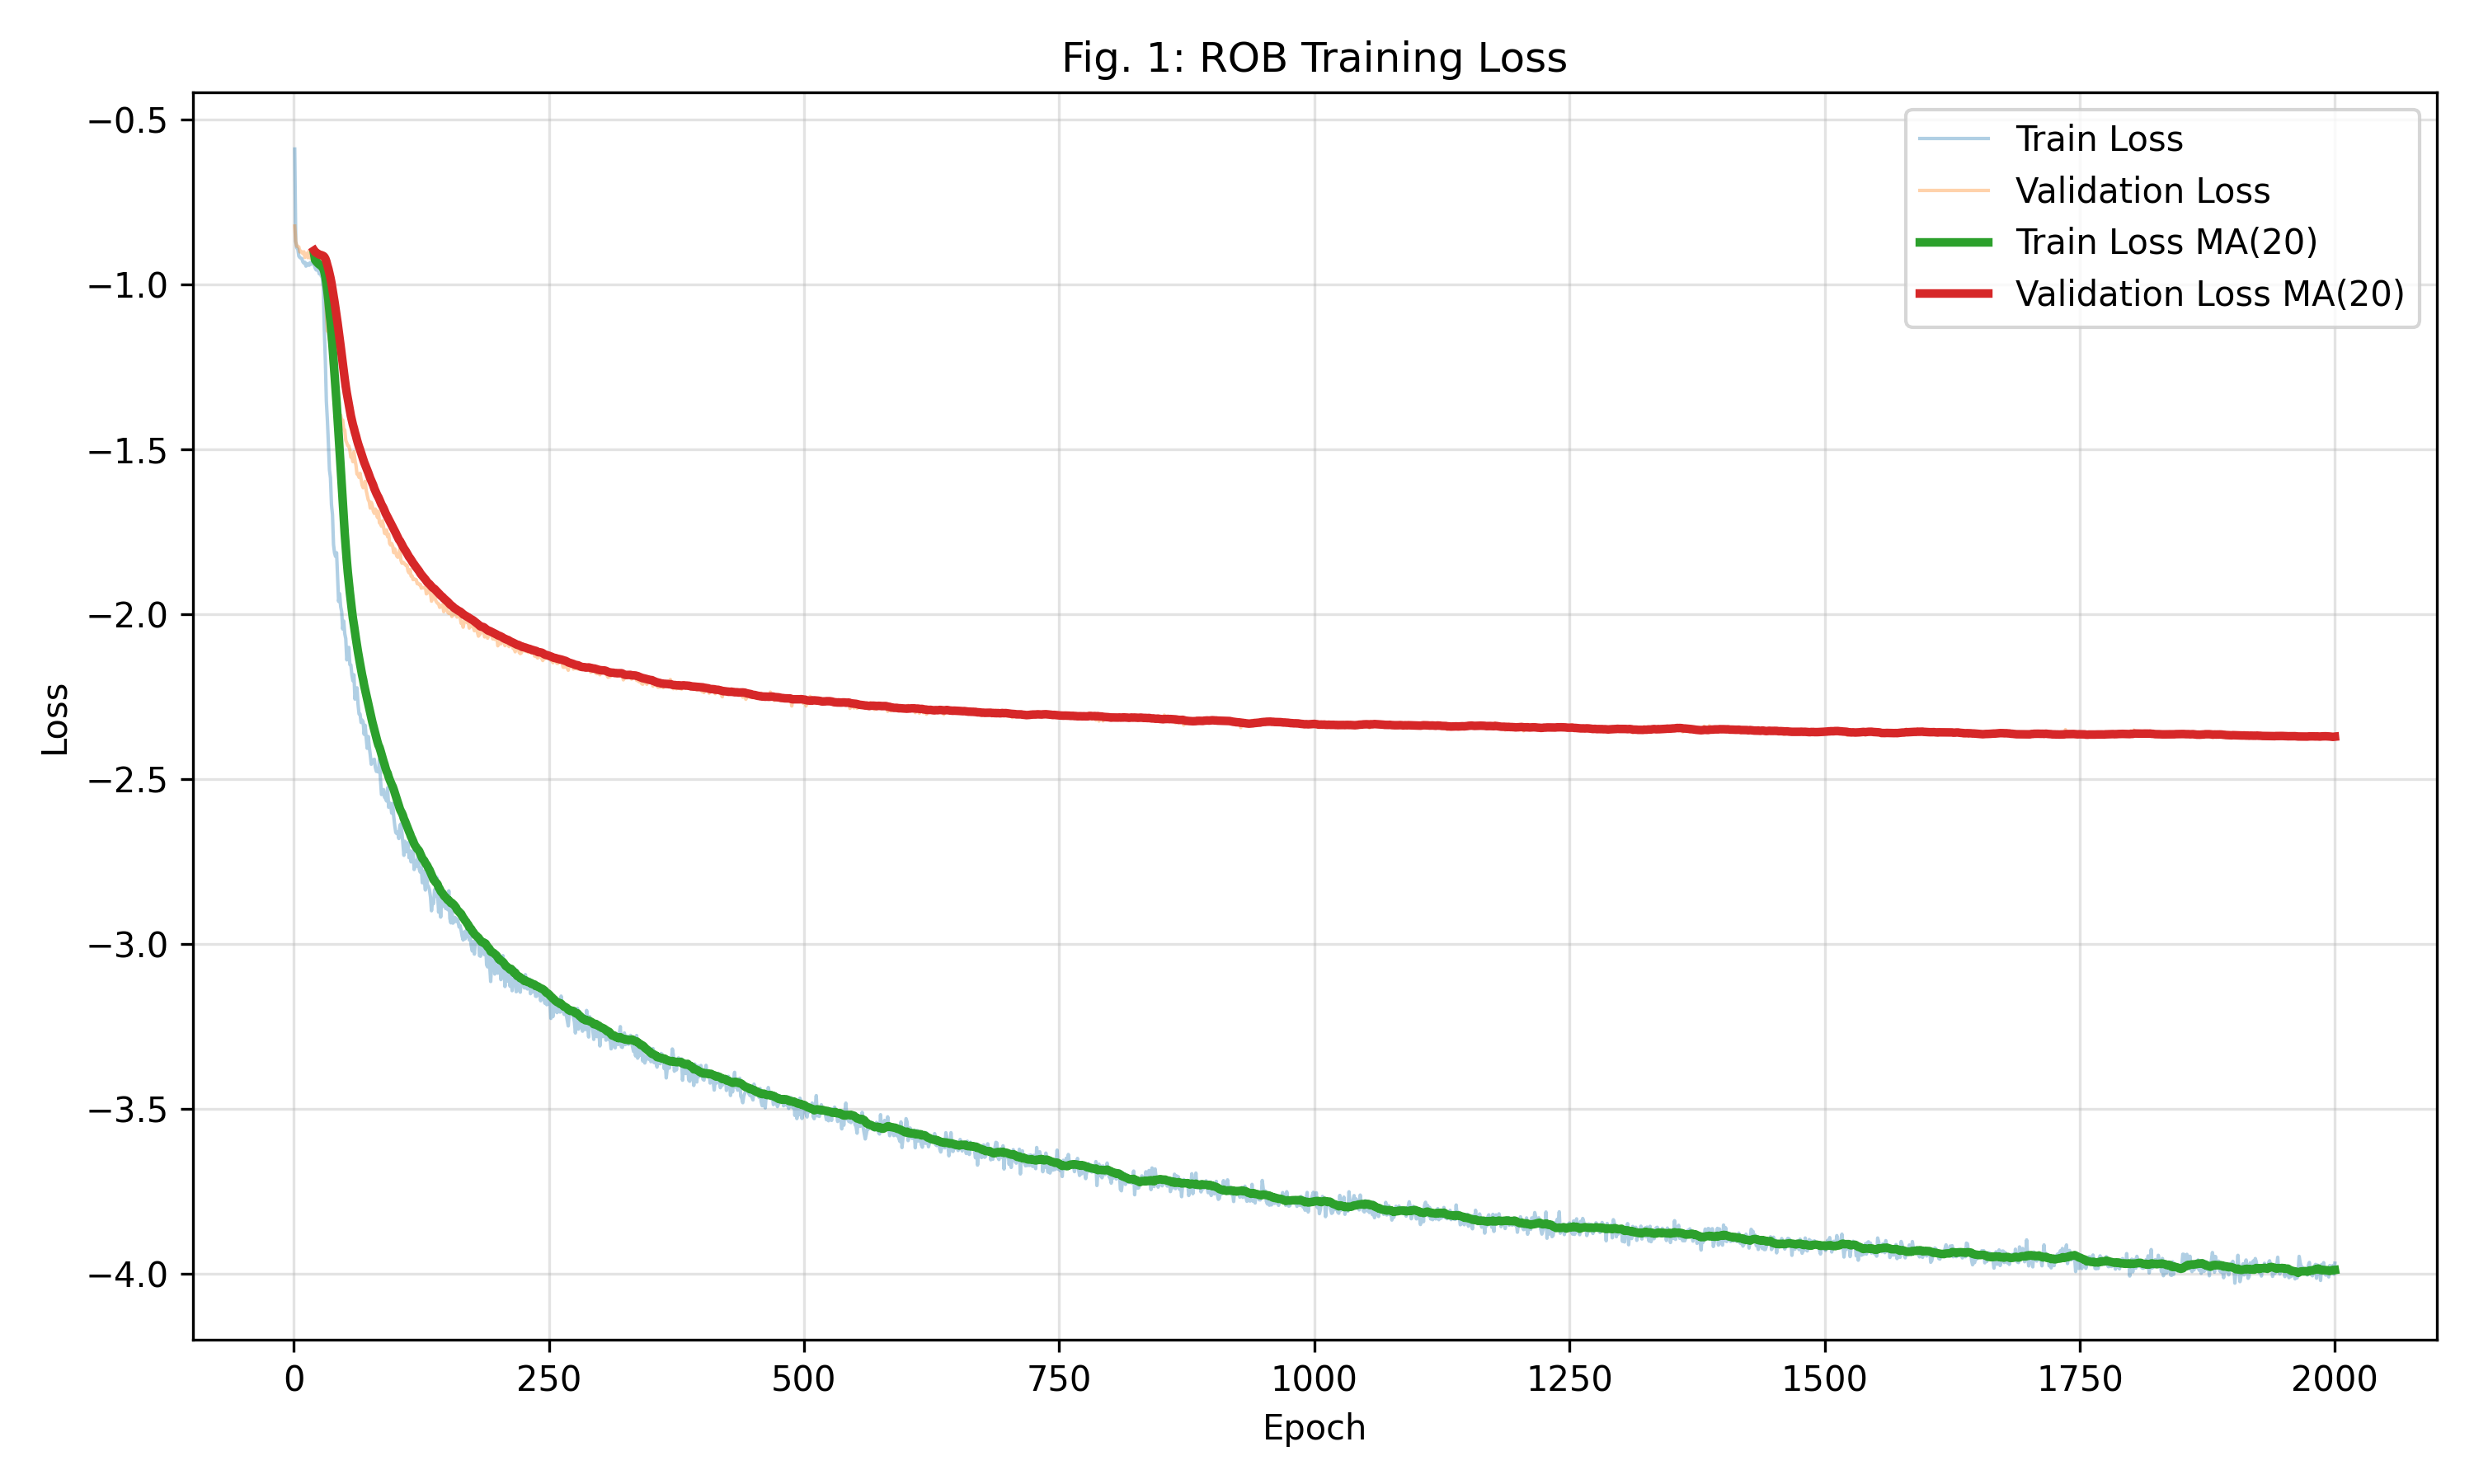 Fig. 1: ROB Training Loss
Train Loss
Validation Loss
Train Loss MA(20)
Validation Loss MA(20)
−0.5
−1.0
−1.5
−2.0
−2.5
−3.0
−3.5
−4.0
Loss
0 250 500 750 1000 1250 1500 1750 2000
Epoch